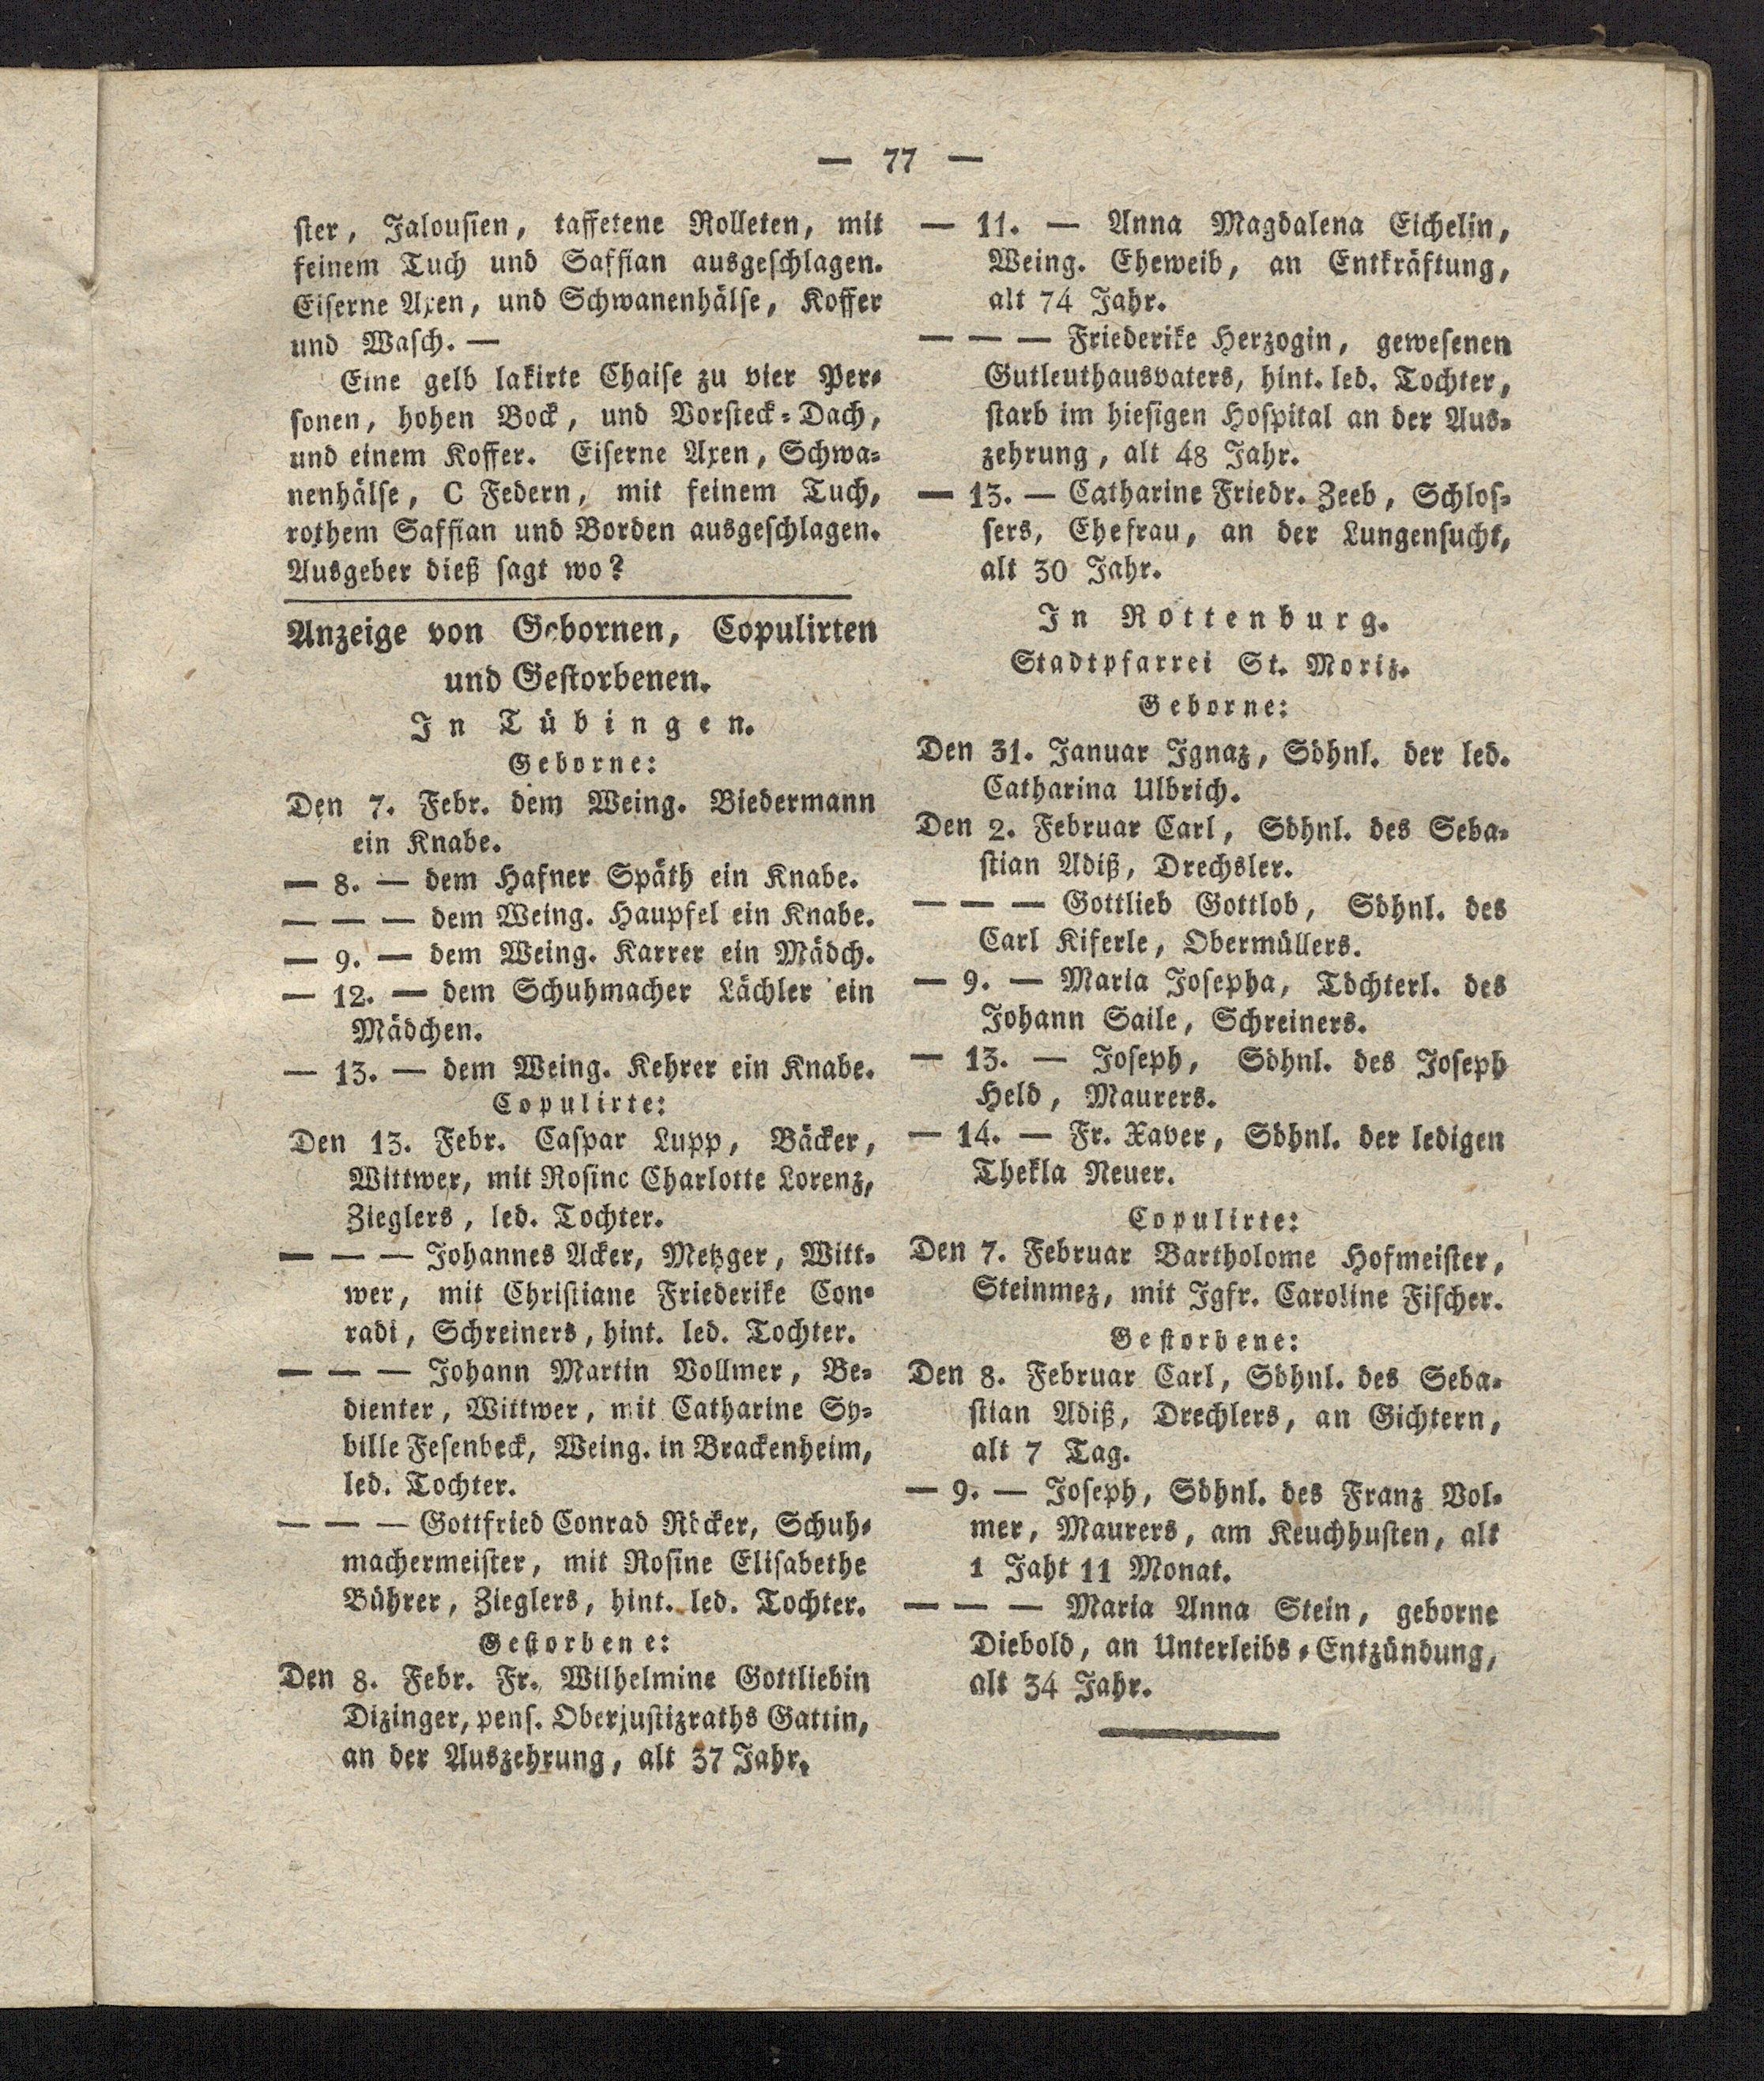 — 77 —
ster, Jalousien, taffetene Rolleten, mit
feinem Tuch und Saffian ausgeschlagen.
Eiserne Axen, und Schwanenhälse, Koffer
und Wasch. —
Eine gelb lakirte Chaise zu vier Per-
sonen, hohen Bock, und Vorsteck-Dach,
und einem Koffer. Eiserne Axen, Schwa-
nenhälse, C Federn, mit feinem Tuch,
rothem Saffian und Borden ausgeschlagen.
Ausgeber dieß sagt wo?
Anzeige von Gebornen, Copulirten
und Gestorbenen.
In Tübingen.
Geborne:
Den 7. Febr. dem Weing. Biedermann
ein Knabe.
— 8. — dem Hafner Späth ein Knabe.
— — — dem Weing. Haupfel ein Knabe.
— 9. — dem Weing. Karrer ein Mädch.
— 12. — dem Schuhmacher Lächler ein
Mädchen.
— 13. — dem Weing. Kehrer ein Knabe.
Copulirte:
Den 13. Febr. Caspar Lupp, Bäcker,
Wittwer, mit Rosine Charlotte Lorenz,
Zieglers, led. Tochter.
— — — Johannes Acker, Metzger, Witt-
wer, mit Christiane Friederike Con-
radi, Schreiners, hint. led. Tochter.
— — — Johann Martin Vollmer, Be-
dienter, Wittwer, mit Catharine Sy-
bille Fesenbeck, Weing. in Brackenheim,
led. Tochter.
— — — Gottfried Conrad Röcker, Schuh-
machermeister, mit Rosine Elisabethe
Bührer, Zieglers, hint. led. Tochter.
Gestorbene:
Den 8. Febr. Fr. Wilhelmine Gottliebin
Dizinger, pens. Oberjustizraths Gattin,
an der Auszehrung, alt 37 Jahr.
— 11. — Anna Magdalena Eichelin,
Weing. Eheweib, an Entkräftung,
alt 74 Jahr.
— — — Friederike Herzogin, gewesenen
Gutleuthausvaters, hint. led. Tochter,
starb im hiesigen Hospital an der Aus-
zehrung, alt 48 Jahr.
— 13. — Catharine Friedr. Zeeb, Schlos-
sers, Ehefrau, an der Lungensucht,
alt 30 Jahr.
In Rottenburg.
Stadtpfarrei St. Moriz.
Geborne:
Den 31. Januar Ignaz, Söhnl. der led.
Catharina Ulbrich.
Den 2. Februar Carl, Söhnl. des Seba-
stian Adiß, Drechsler.
— — — Gottlieb Gottlob, Söhnl. des
Carl Kiferle, Obermüllers.
— 9. — Maria Josepha, Töchterl. des
Johann Saile, Schreiners.
— 13. — Joseph, Söhnl. des Joseph
Held, Maurers.
— 14. — Fr. Xaver, Söhnl. der ledigen
Thekla Neuer.
Copulirte:
Den 7. Februar Bartholome Hofmeister,
Steinmez, mit Jgfr. Caroline Fischer.
Gestorbene:
Den 8. Februar Carl, Söhnl. des Seba-
stian Adiß, Drechlers, an Gichtern,
alt 7 Tag.
— 9. — Joseph, Söhnl. des Franz Vol-
mer, Maurers, am Keuchhusten, alt
1 Jaht 11 Monat.
— — — Maria Anna Stein, geborne
Diebold, an Unterleibs-Entzündung,
alt 34 Jahr.